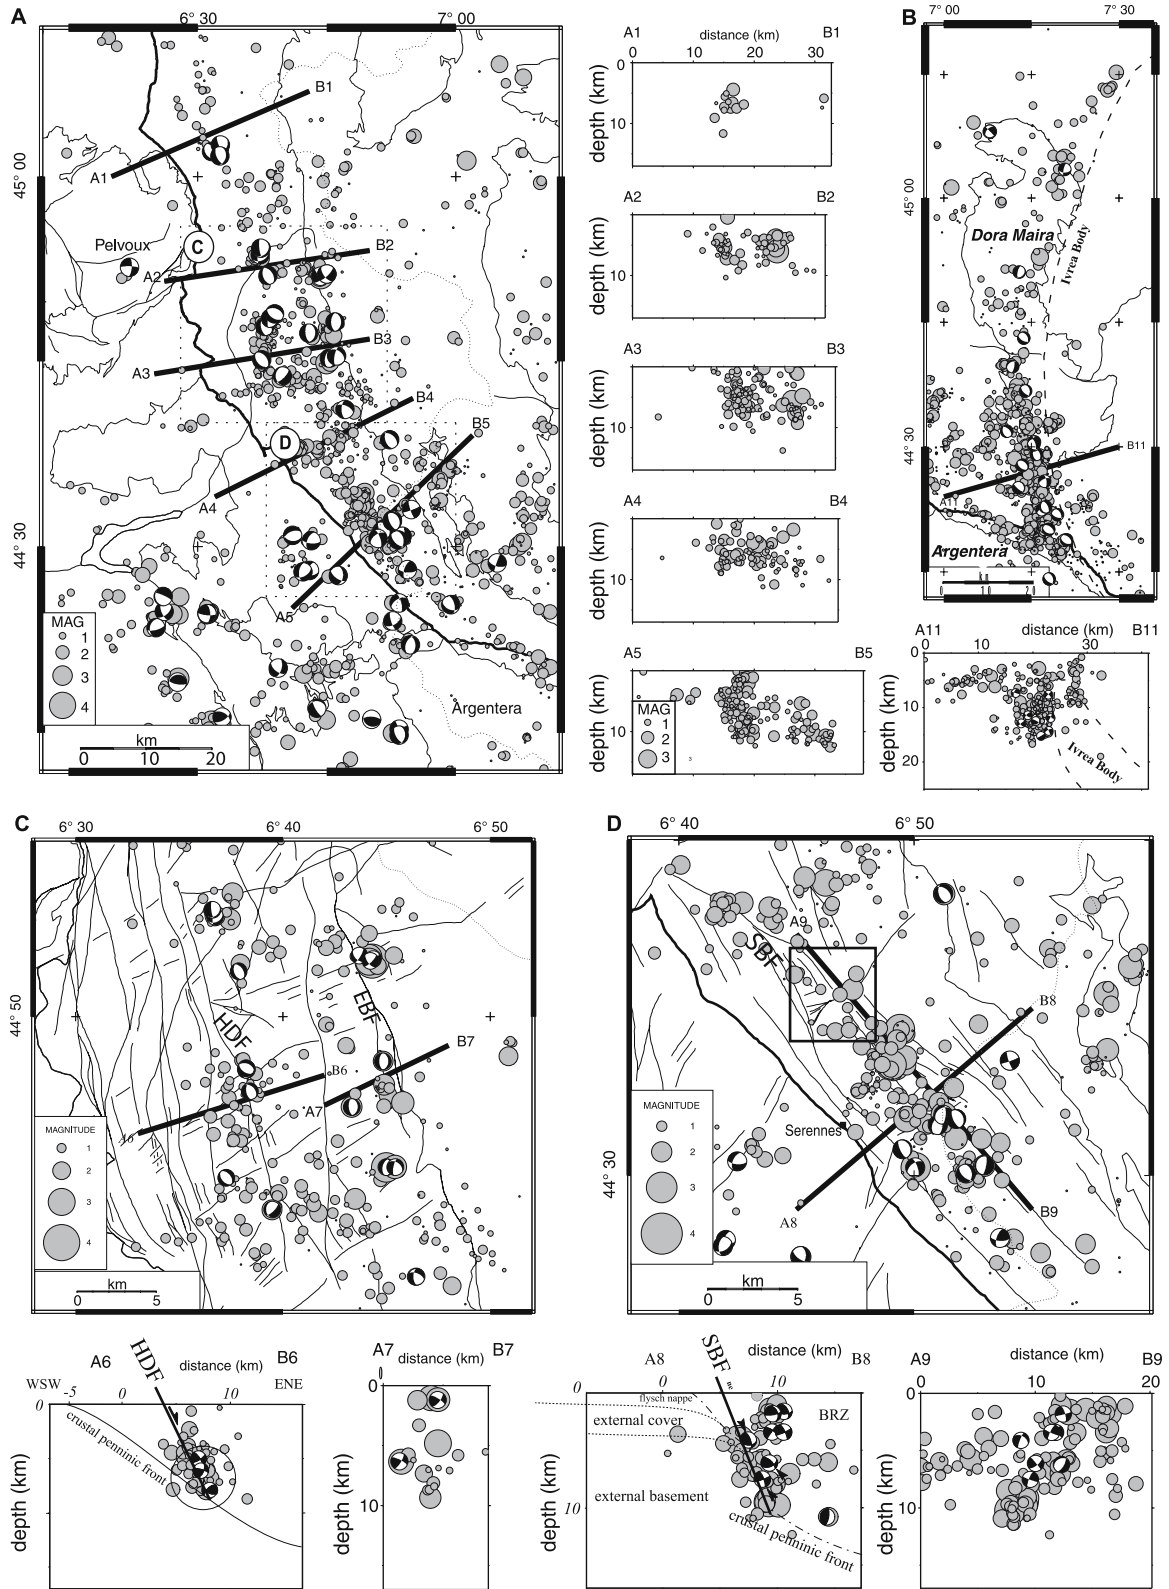 A
6° 30
7° 00
45° 00
44° 30
A1
B1
Pelvoux
C
A2
B2
A3
B3
B4
D
B5
A4
A5
Argentera
MAG
1
2
3
4
km
0 10 20
A1 distance (km) B1
0 10 20 30
0
10
depth (km)
A2 B2
10
depth (km)
A3 B3
10
depth (km)
A4 B4
10
depth (km)
A5 B5
10
depth (km)
MAG
1
2
3
3
B
7° 00 7° 30
45° 00
44° 30
Dora Maira
Ivrea Body
A11
B11
Argentera
A11 distance (km) B11
0 10 30
0
10
20
depth (km)
Ivrea Body
C
6° 30 6° 40 6° 50
44° 50
HDF
EBF
B6
A7
B7
MAGNITUDE
1
2
3
4
km
0 5
D
6° 40 6° 50
44° 30
A9
SBF
B8
Serennes
A8
B9
MAGNITUDE
1
2
3
4
km
0 5
HDF
A6 distance (km) B6
WSW -5 0 10 ENE
0
crustal penninic front
10
depth (km)
A7 distance (km) B7
0
0
10
depth (km)
SBF
A8 distance (km) B8
0 0 10
flysch nappe
external cover
BRZ
external basement
10
crustal penninic front
depth (km)
A9 distance (km) B9
0 10 20
0
10
depth (km)